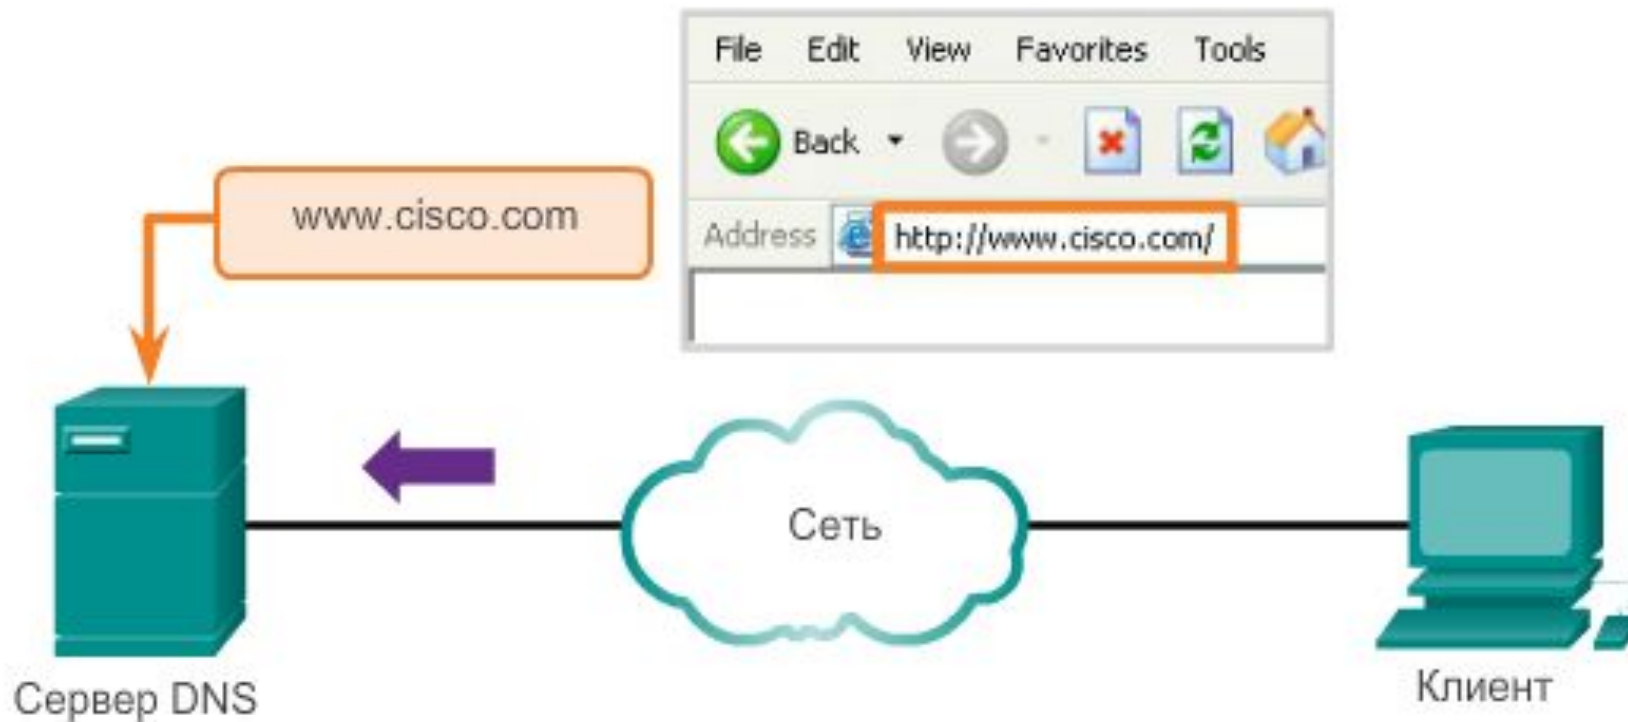 File Edit View Favorites Tools
Back
www.cisco.com
Address http://www.cisco.com/
Сеть
Сервер DNS
Клиент